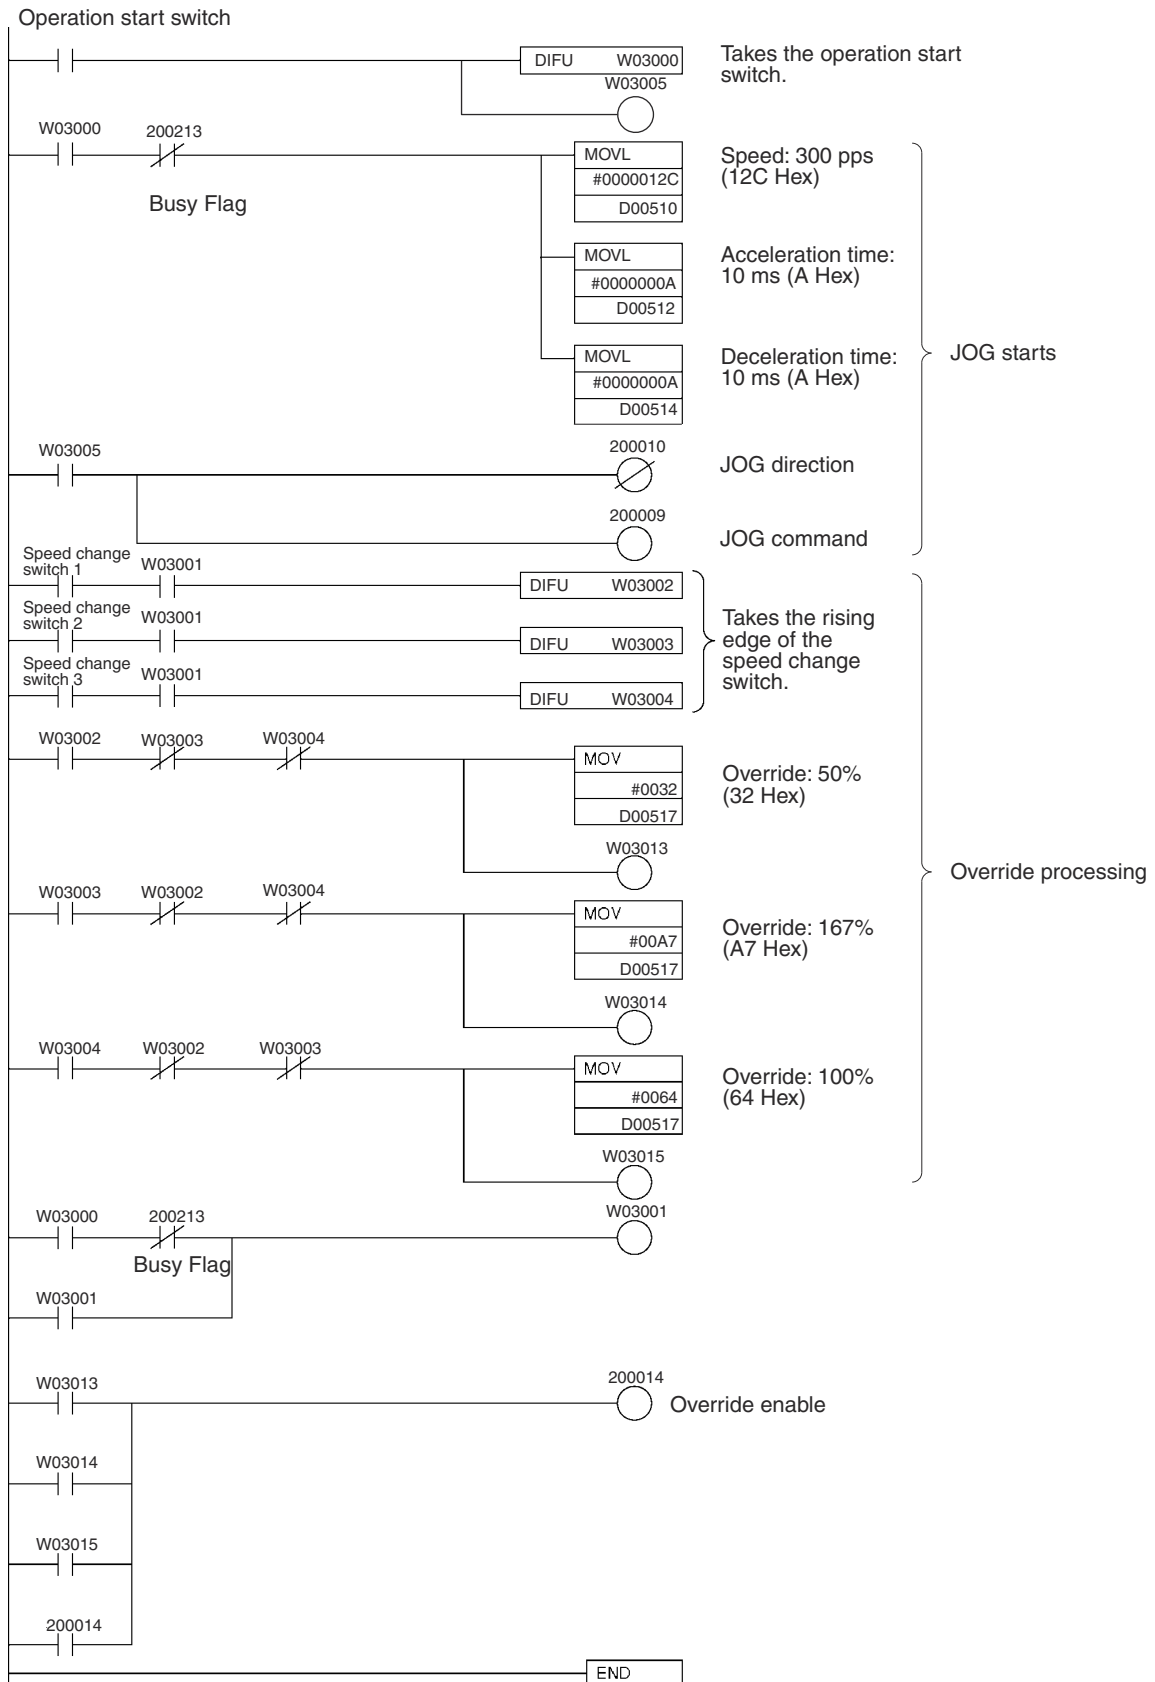 Operation start switch
DIFU W03000
Takes the operation start
switch.
W03005
W03000
200213
Busy Flag
MOVL
#0000012C
D00510
Speed: 300 pps
(12C Hex)
MOVL
#0000000A
D00512
Acceleration time:
10 ms (A Hex)
MOVL
#0000000A
D00514
Deceleration time:
10 ms (A Hex)
JOG starts
W03005
200010
JOG direction
200009
JOG command
Speed change
switch 1
W03001
DIFU W03002
Speed change
switch 2
W03001
DIFU W03003
Speed change
switch 3
W03001
DIFU W03004
Takes the rising
edge of the
speed change
switch.
W03002
W03003
W03004
MOV
#0032
D00517
Override: 50%
(32 Hex)
W03013
Override processing
W03003
W03002
W03004
MOV
#00A7
D00517
Override: 167%
(A7 Hex)
W03014
W03004
W03002
W03003
MOV
#0064
D00517
Override: 100%
(64 Hex)
W03015
W03000
200213
Busy Flag
W03001
W03001
W03013
200014
Override enable
W03014
W03015
200014
END